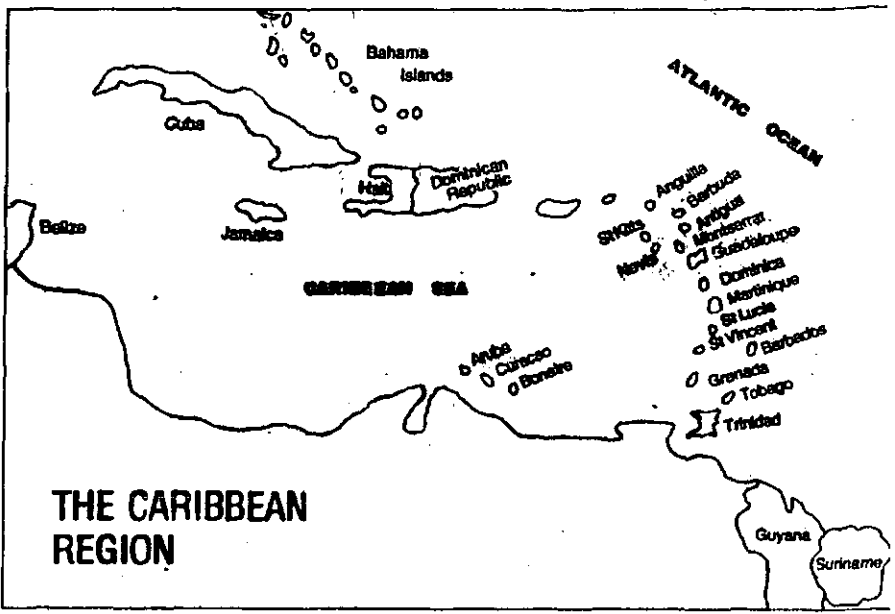 Bahama
Islands
ATLANTIC OCEAN
Cuba
Haiti
Dominican
Republic
Anguilla
Barbuda
St Kitts
Antigua
Montserrat
Nevis
Guadaloupe
Belize
Jamaica
CARIBBEAN SEA
Dominica
Martinique
St Lucia
St Vincent
Barbados
Aruba
Curacao
Bonaire
Grenada
Tobago
Trinidad
THE CARIBBEAN
REGION
Guyana
Suriname